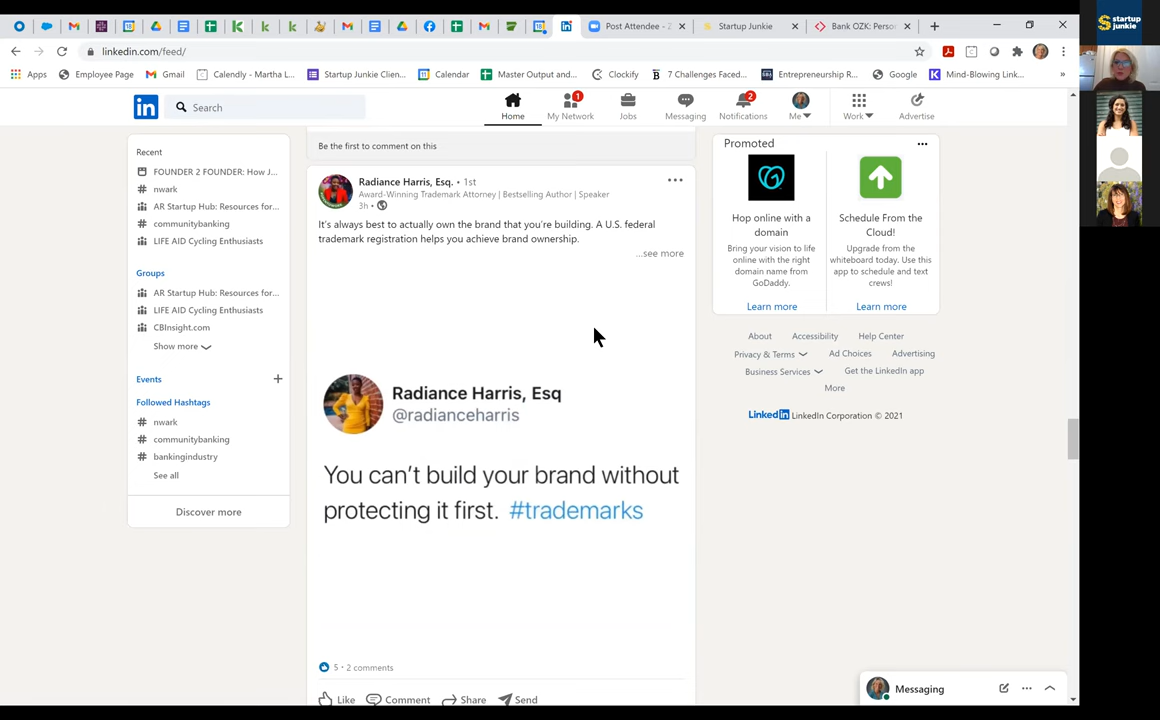 Post Attendee - Z
Startup Junkie
Bank OZK: Perso
linkedin.com/feed/
Apps
Employee Page
Gmail
Calendly - Martha L...
Startup Junkie Clien...
Calendar
Master Output and...
Clockify
7 Challenges Faced...
Entrepreneurship R...
Google
Mind-Blowing Link...
»
startup
junkie
in
Search
Home
1
My Network
Jobs
Messaging
2
Notifications
Me
Work
Advertise
Recent
FOUNDER 2 FOUNDER: How J...
# nwark
AR Startup Hub: Resources for...
# communitybanking
LIFE AID Cycling Enthusiasts
Groups
AR Startup Hub: Resources for...
LIFE AID Cycling Enthusiasts
CBInsight.com
Show more
Events +
Followed Hashtags
# nwark
# communitybanking
# bankingindustry
See all
Discover more
Be the first to comment on this
Radiance Harris, Esq. • 1st
Award-Winning Trademark Attorney | Bestselling Author | Speaker
3h •
It's always best to actually own the brand that you're building. A U.S. federal
trademark registration helps you achieve brand ownership.
...see more
Radiance Harris, Esq
@radianceharris
You can't build your brand without
protecting it first. #trademarks
5 • 2 comments
Like Comment Share Send
Promoted
Hop online with a
domain
Bring your vision to life
online with the right
domain name from
GoDaddy.
Learn more
Schedule From the
Cloud!
Upgrade from the
whiteboard today. Use this
app to schedule and text
crews!
Learn more
About Accessibility Help Center
Privacy & Terms Ad Choices Advertising
Business Services Get the LinkedIn app
More
Linked in LinkedIn Corporation © 2021
Messaging